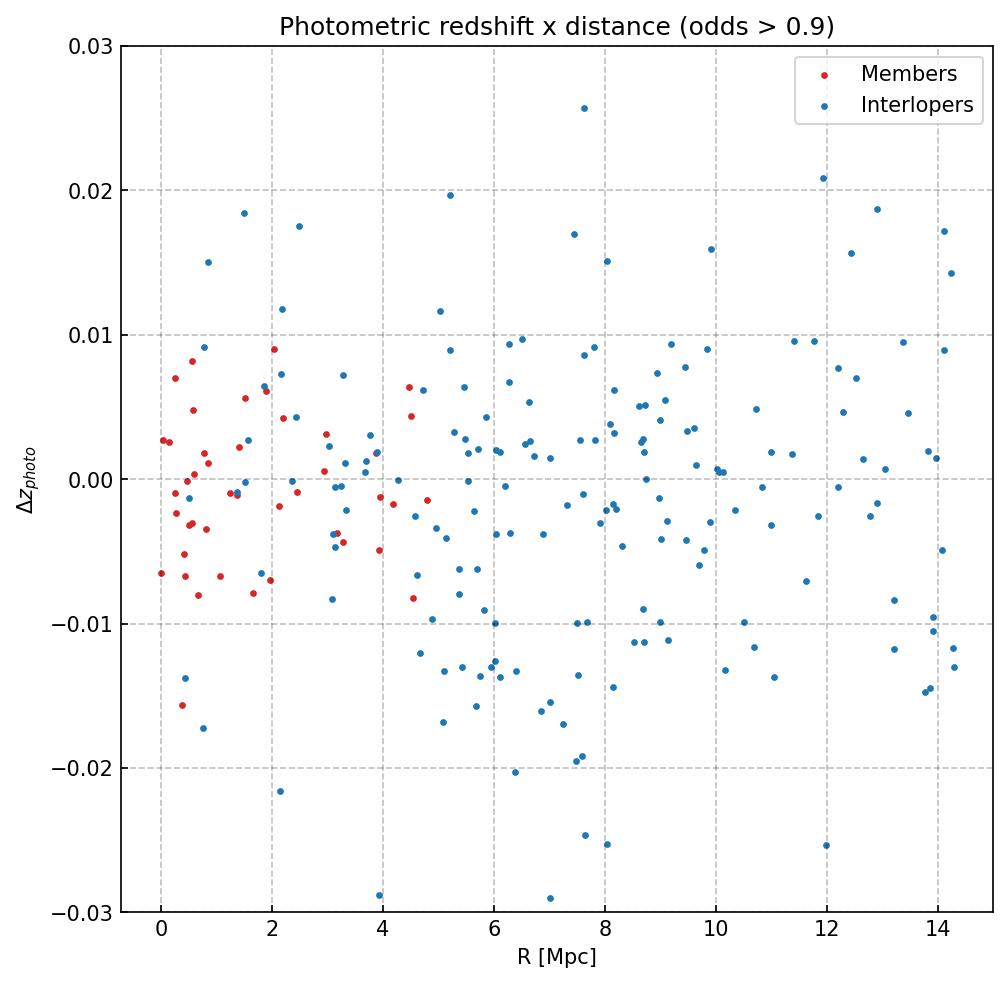 Photometric redshift x distance (odds > 0.9)
Members
Interlopers
0.03
0.02
0.01
0.00
−0.01
−0.02
−0.03
Δz_photo
0 2 4 6 8 10 12 14
R [Mpc]